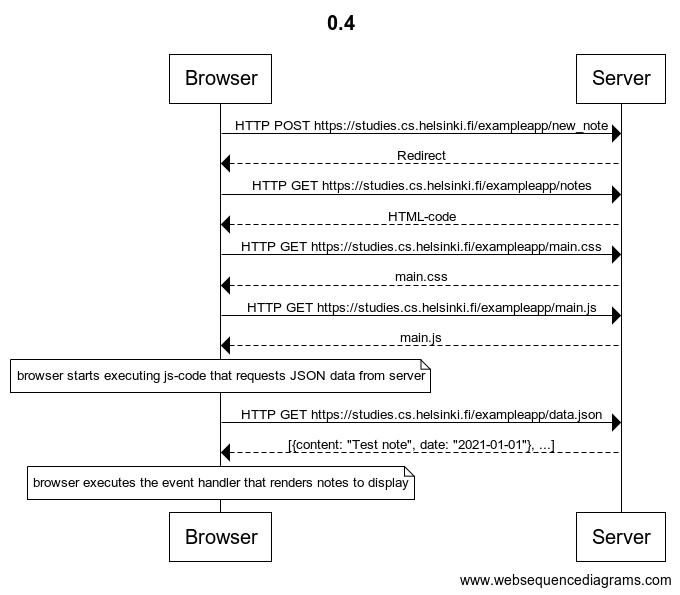 0.4
Browser Server
HTTP POST https://studies.cs.helsinki.fi/exampleapp/new_note
Redirect
HTTP GET https://studies.cs.helsinki.fi/exampleapp/notes
HTML-code
HTTP GET https://studies.cs.helsinki.fi/exampleapp/main.css
main.css
HTTP GET https://studies.cs.helsinki.fi/exampleapp/main.js
main.js
browser starts executing js-code that requests JSON data from server
HTTP GET https://studies.cs.helsinki.fi/exampleapp/data.json
[{content: "Test note", date: "2021-01-01"}, ...]
browser executes the event handler that renders notes to display
Browser Server
www.websequencediagrams.com